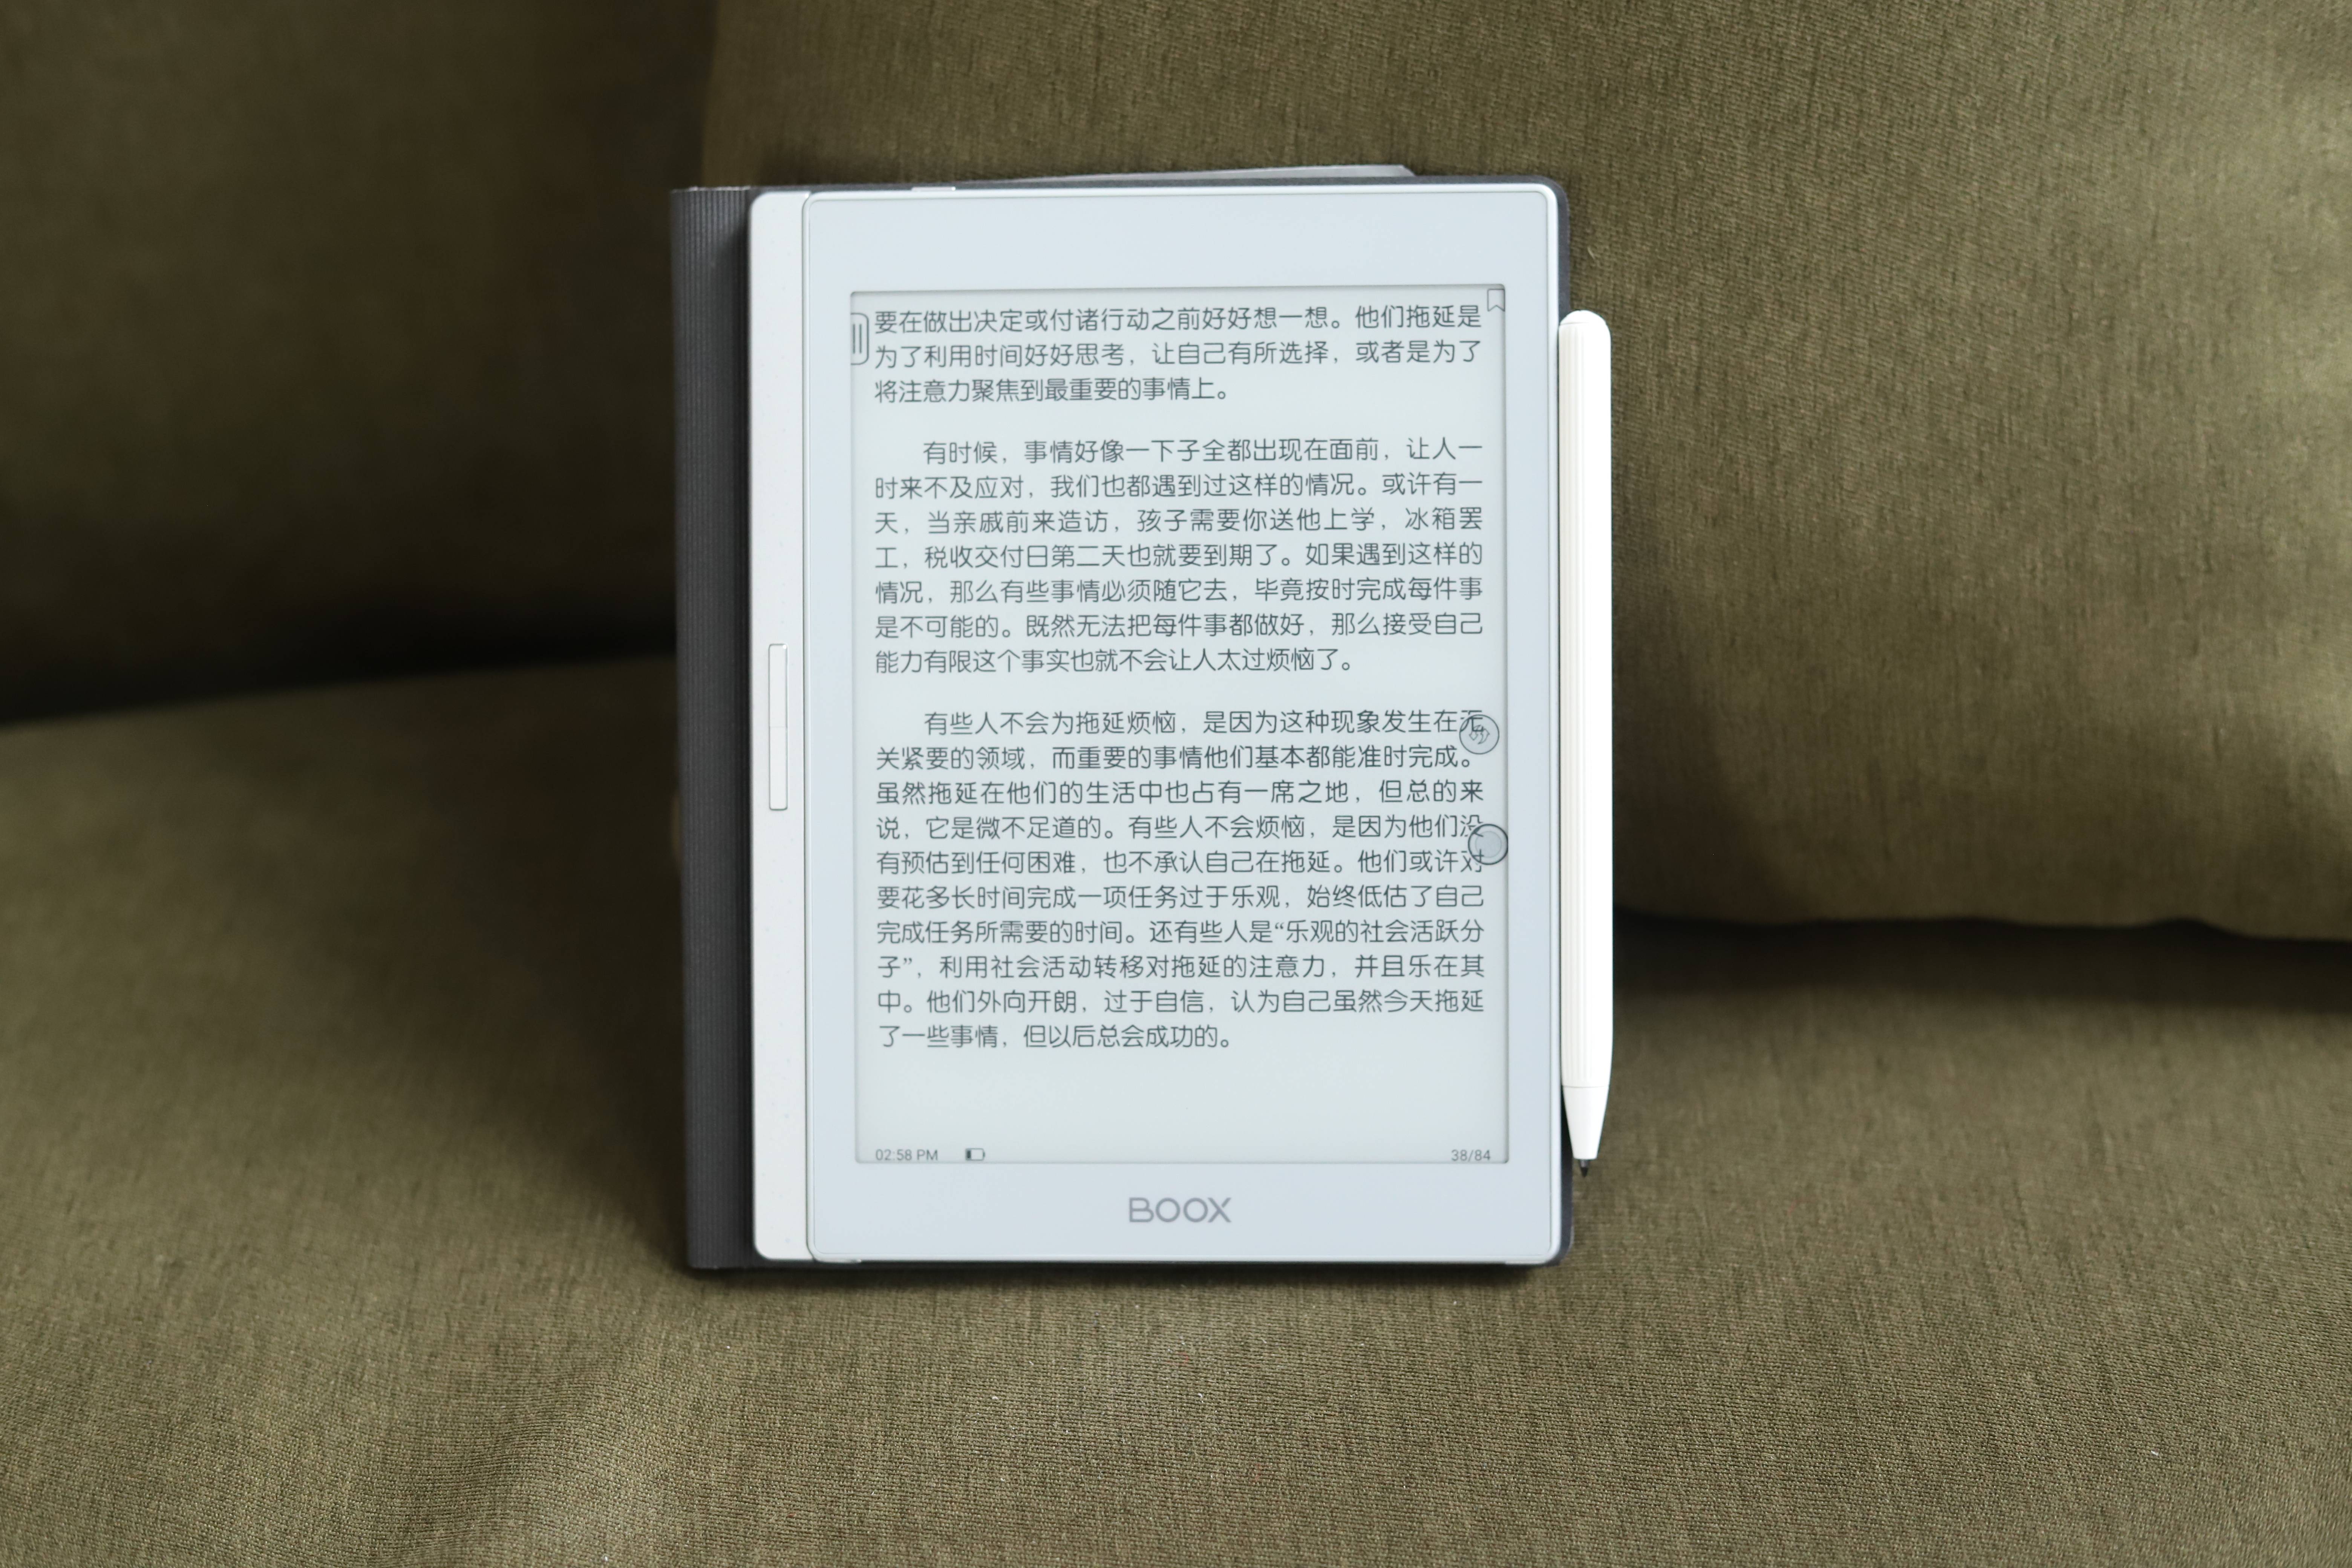 要在做出决定或付诸行动之前好好想一想。他们拖延是
为了利用时间好好思考，让自己有所选择，或者是为了
将注意力聚焦到最重要的事情上。
有时候，事情好像一下子全都出现在面前，让人一
时来不及应对，我们也都遇到过这样的情况。或许有一
天，当亲戚前来造访，孩子需要你送他上学，冰箱罢
工，税收交付日第二天也就要到期了。如果遇到这样的
情况，那么有些事情必须随它去，毕竟按时完成每件事
是不可能的。既然无法把每件事都做好，那么接受自己
能力有限这个事实也就不会让人太过烦恼了。
有些人不会为拖延烦恼，是因为这种现象发生在无
关紧要的领域，而重要的事情他们基本都能准时完成。
虽然拖延在他们的生活中也占有一席之地，但总的来
说，它是微不足道的。有些人不会烦恼，是因为他们没
有预估到任何困难，也不承认自己在拖延。他们或许对
要花多长时间完成一项任务过于乐观，始终低估了自己
完成任务所需要的时间。还有些人是“乐观的社会活跃分
子”，利用社会活动转移对拖延的注意力，并且乐在其
中。他们外向开朗，过于自信，认为自己虽然今天拖延
了一些事情，但以后总会成功的。
02:58 PM 38/84
BOOX